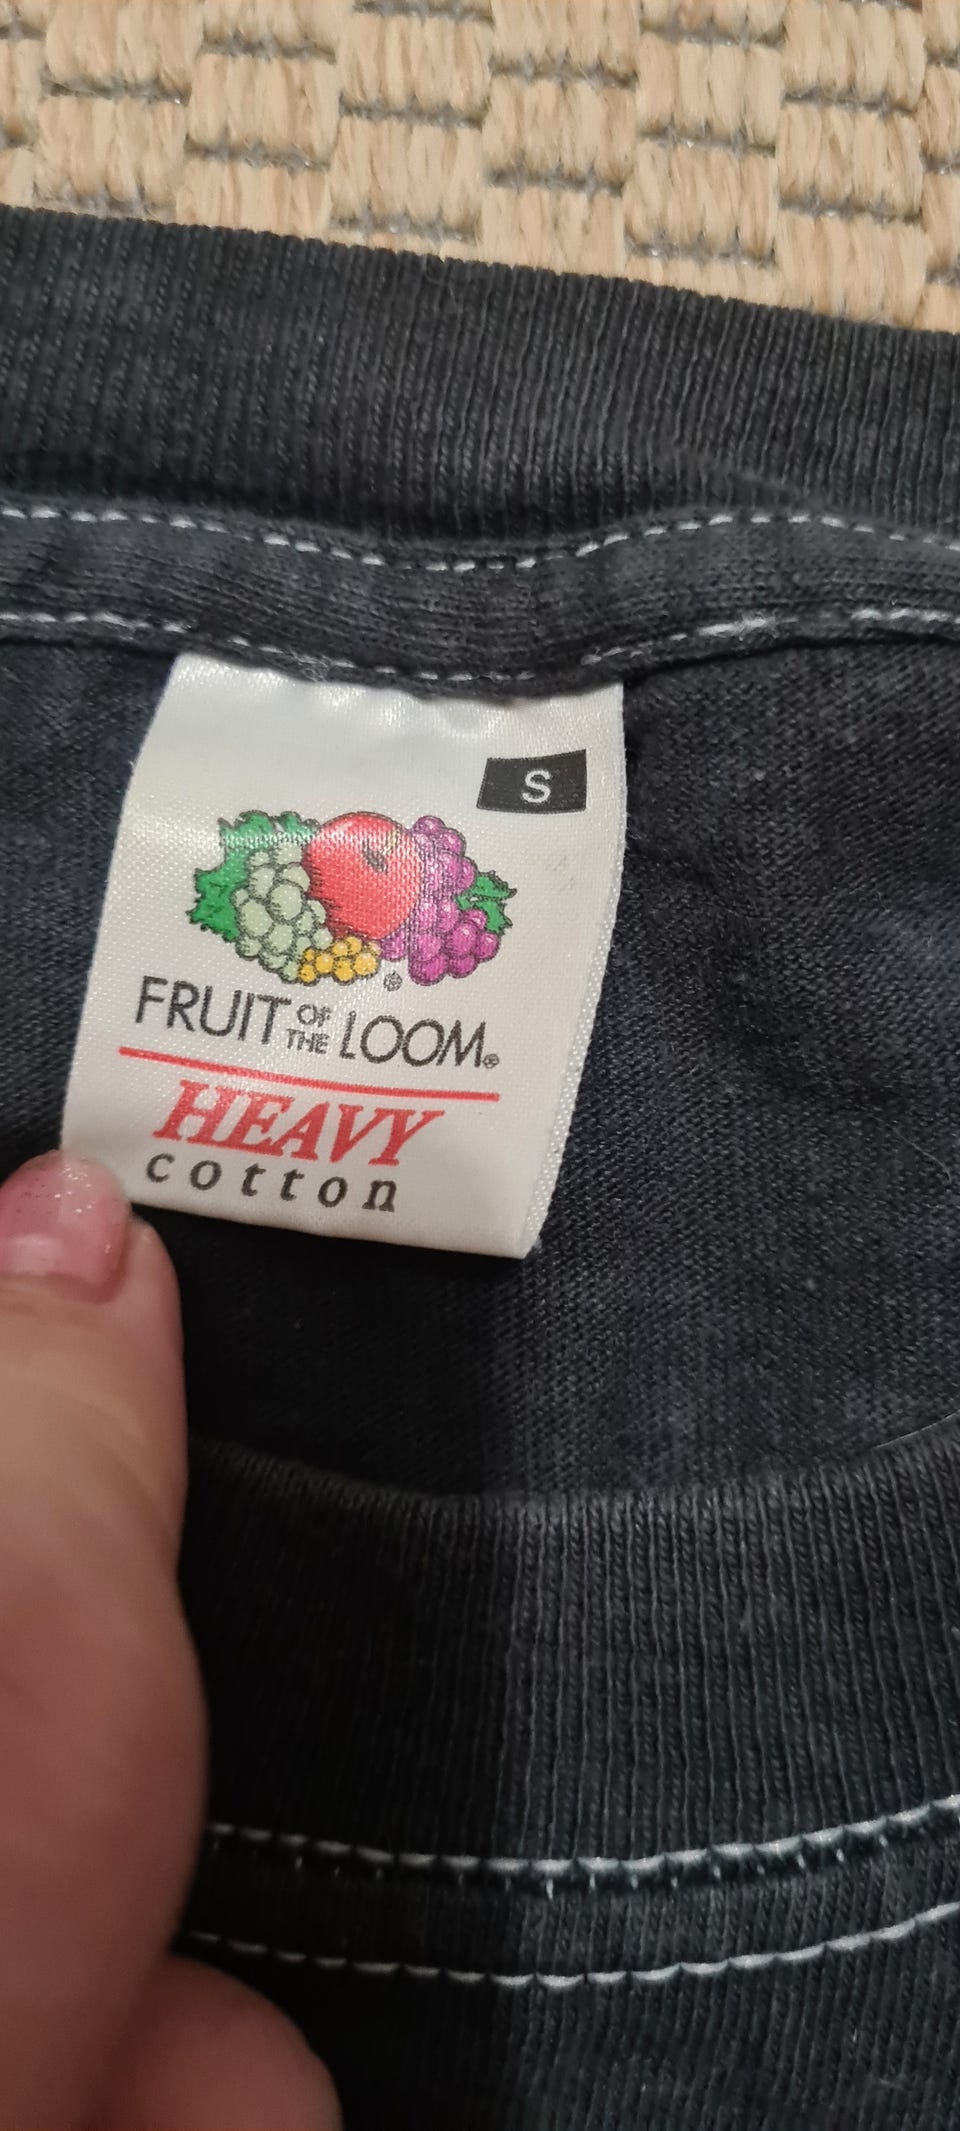 S
FRUIT OF THE LOOM®
HEAVY
cotton